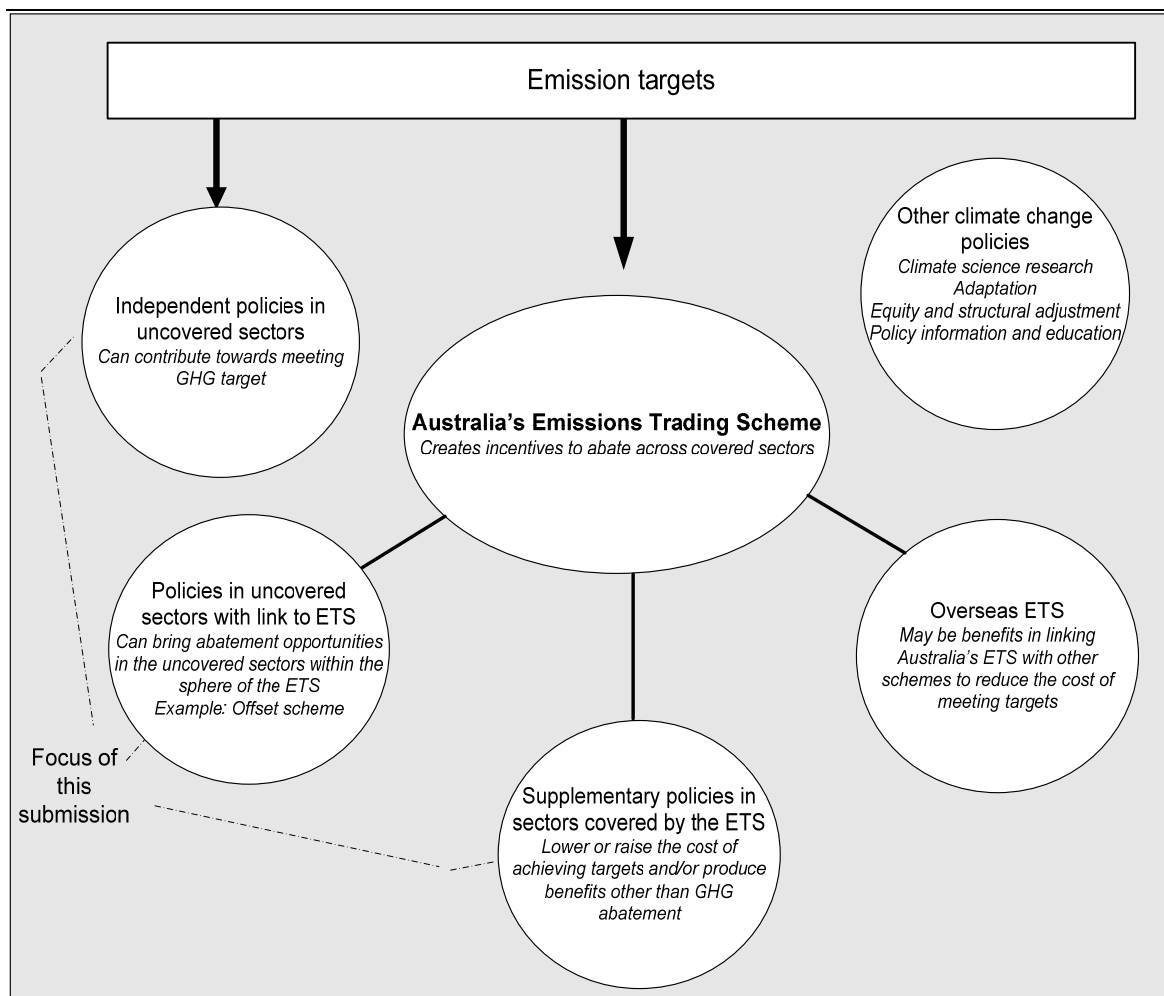 Emission targets
Other climate change
policies
Climate science research
Adaptation
Equity and structural adjustment
Policy information and education
Independent policies in
uncovered sectors
Can contribute towards meeting
GHG target
Australia's Emissions Trading Scheme
Creates incentives to abate across covered sectors
Policies in uncovered
sectors with link to ETS
Can bring abatement opportunities
in the uncovered sectors within the
sphere of the ETS
Example: Offset scheme
Overseas ETS
May be benefits in linking
Australia's ETS with other
schemes to reduce the cost of
meeting targets
Focus of
this
submission
Supplementary policies in
sectors covered by the ETS
Lower or raise the cost of
achieving targets and/or produce
benefits other than GHG
abatement